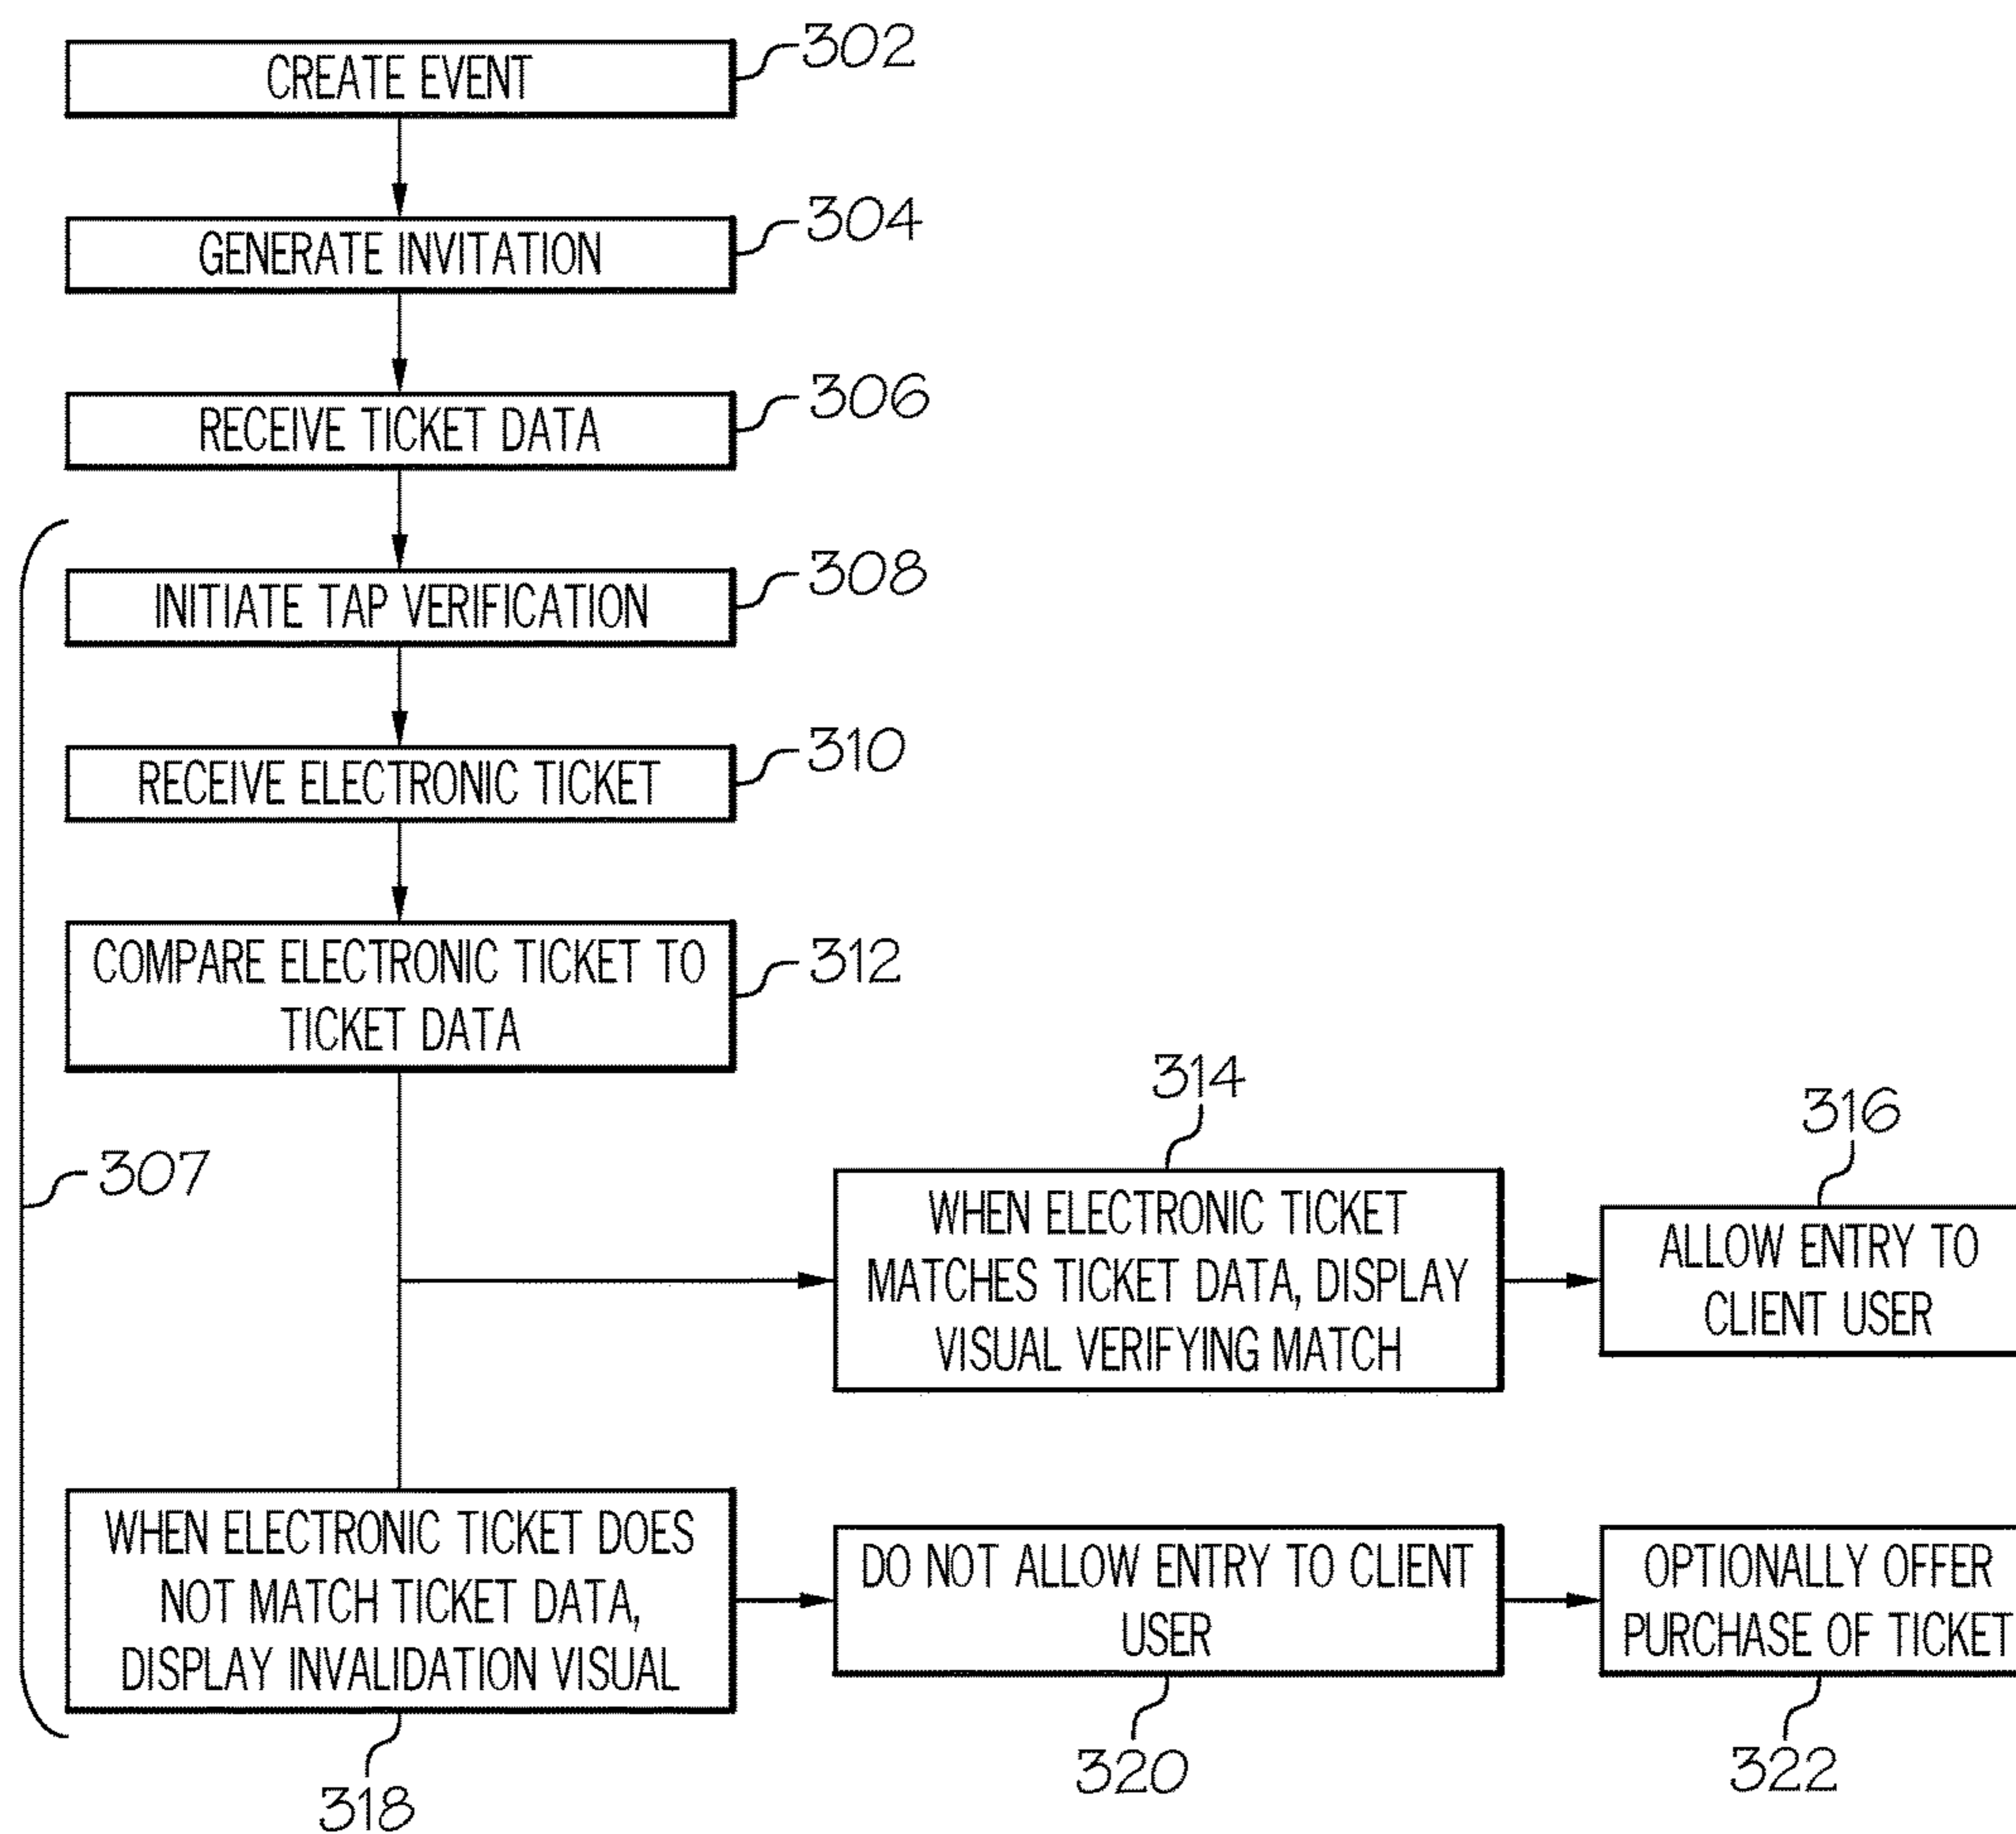 CREATE EVENT
302
GENERATE INVITATION
304
RECEIVE TICKET DATA
306
INITIATE TAP VERIFICATION
308
RECEIVE ELECTRONIC TICKET
310
COMPARE ELECTRONIC TICKET TO
TICKET DATA
312
307
314
WHEN ELECTRONIC TICKET
MATCHES TICKET DATA, DISPLAY
VISUAL VERIFYING MATCH
316
ALLOW ENTRY TO
CLIENT USER
WHEN ELECTRONIC TICKET DOES
NOT MATCH TICKET DATA,
DISPLAY INVALIDATION VISUAL
318
DO NOT ALLOW ENTRY TO CLIENT
USER
320
OPTIONALLY OFFER
PURCHASE OF TICKET
322